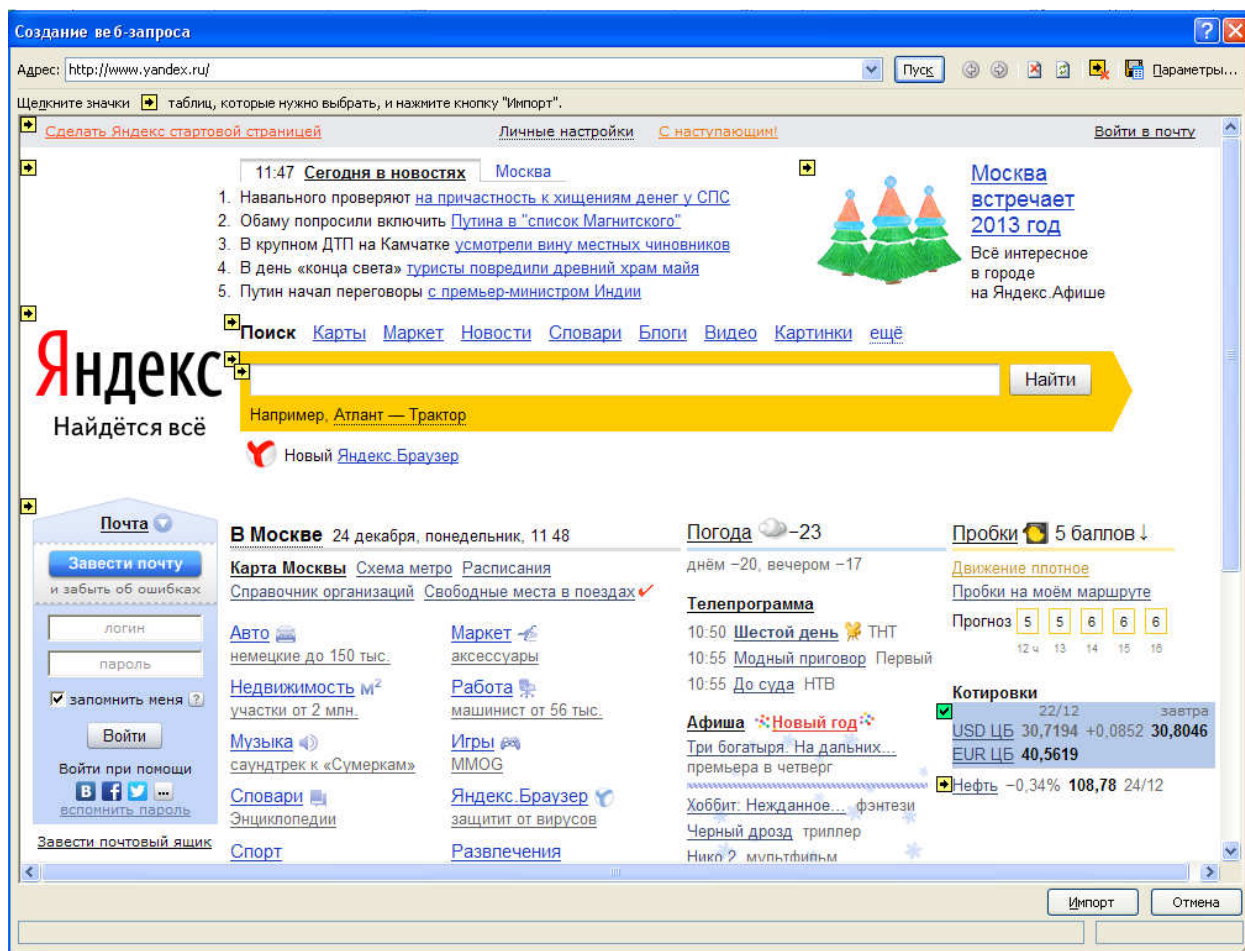 Создание веб-запроса
Адрес: http://www.yandex.ru/ Пуск Параметры...
Щелкните значки таблиц, которые нужно выбрать, и нажмите кнопку "Импорт".
Сделать Яндекс стартовой страницей Личные настройки С наступающим! Войти в почту
11:47 Сегодня в новостях Москва
1. Навального проверяют на причастность к хищениям денег у СПС
2. Обаму попросили включить Путина в "список Магнитского"
3. В крупном ДТП на Камчатке усмотрели вину местных чиновников
4. В день «конца света» туристы повредили древний храм майя
5. Путин начал переговоры с премьер-министром Индии
Москва
встречает
2013 год
Всё интересное
в городе
на Яндекс.Афише
Яндекс
Найдётся всё
Поиск Карты Маркет Новости Словари Блоги Видео Картинки ещё
Найти
Например, Атлант — Трактор
Новый Яндекс.Браузер
Почта
Завести почту
и забыть об ошибках
логин
пароль
запомнить меня ?
Войти
Войти при помощи
вспомнить пароль
Завести почтовый ящик
В Москве 24 декабря, понедельник, 11 48
Карта Москвы Схема метро Расписания
Справочник организаций Свободные места в поездах
Авто
немецкие до 150 тыс.
Недвижимость м²
участки от 2 млн.
Музыка
саундтрек к «Сумеркам»
Словари
Энциклопедии
Спорт
Маркет
аксессуары
Работа
машинист от 56 тыс.
Игры
MMOG
Яндекс.Браузер
защитит от вирусов
Развлечения
Погода −23
днём −20, вечером −17
Телепрограмма
10:50 Шестой день ТНТ
10:55 Модный приговор Первый
10:55 До суда НТВ
Афиша Новый год
Три богатыря. На дальних...
премьера в четверг
Хоббит: Нежданное... фэнтези
Черный дрозд триллер
Нико 2 мультфильм
Пробки 5 баллов ↓
Движение плотное
Пробки на моём маршруте
Прогноз 5 5 6 6 6
12 ч 13 14 15 16
Котировки
22/12 завтра
USD ЦБ 30,7194 +0,0852 30,8046
EUR ЦБ 40,5619
Нефть −0,34% 108,78 24/12
Импорт Отмена